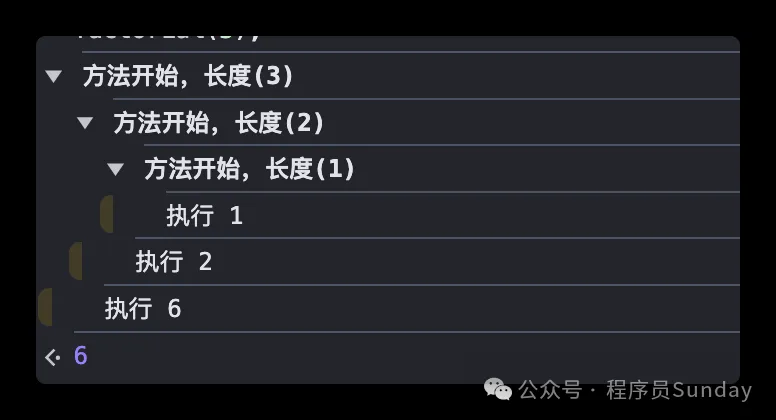 方法开始，长度(3)
方法开始，长度(2)
方法开始，长度(1)
执行 1
执行 2
执行 6
6
公众号 · 程序员Sunday